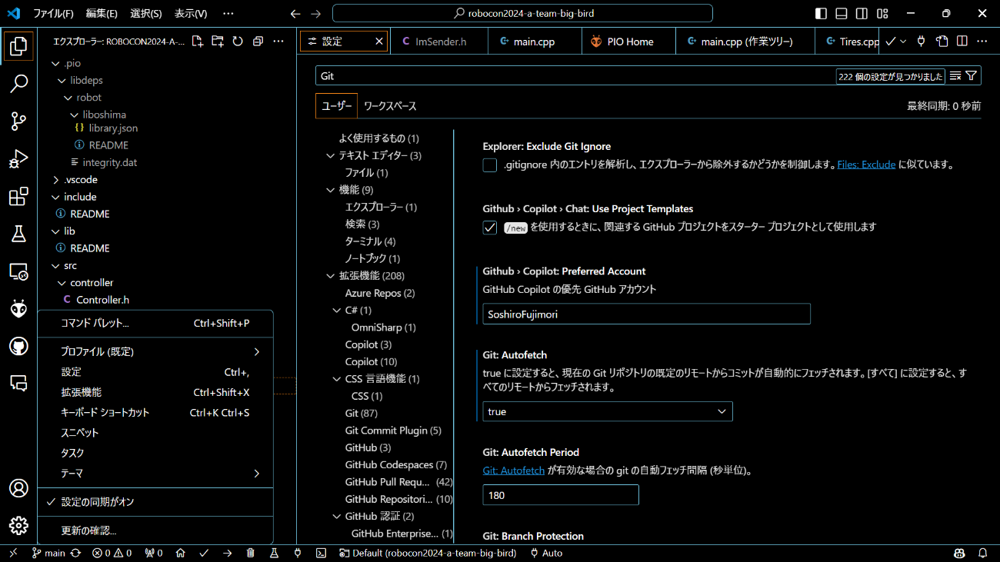 ファイル(F) 編集(E) 選択(S) 表示(V) ···
robocon2024-a-team-big-bird
エクスプローラー: ROBOCON2024-A-...
.pio
libdeps
robot
liboshima
{} library.json
README
integrity.dat
.vscode
include
README
lib
README
src
controller
C Controller.h
コマンド パレット... Ctrl+Shift+P
プロファイル (既定)
設定 Ctrl+,
拡張機能 Ctrl+Shift+X
キーボード ショートカット Ctrl+K Ctrl+S
スニペット
タスク
テーマ
設定の同期がオン
更新の確認...
設定
C ImSender.h
main.cpp
PIO Home
main.cpp (作業ツリー)
Tires.cpp
Git
222 個の設定が見つかりました
ユーザー ワークスペース
最終同期: 0 秒前
よく使用するもの (1)
テキスト エディター (3)
ファイル (1)
機能 (9)
エクスプローラー (1)
検索 (3)
ターミナル (4)
ノートブック (1)
拡張機能 (208)
Azure Repos (2)
C# (1)
OmniSharp (1)
Copilot (3)
Copilot (10)
CSS 言語機能 (1)
CSS (1)
Git (87)
Git Commit Plugin (5)
GitHub (3)
GitHub Codespaces (7)
GitHub Pull Requ... (42)
GitHub Repositori... (10)
GitHub 認証 (2)
GitHub Enterprise... (1)
Explorer: Exclude Git Ignore
.gitignore 内のエントリを解析し、エクスプローラーから除外するかどうかを制御します。Files: Exclude に似ています。
Github › Copilot › Chat: Use Project Templates
/new を使用するときに、関連する GitHub プロジェクトをスターター プロジェクトとして使用します
Github › Copilot: Preferred Account
GitHub Copilot の優先 GitHub アカウント
SoshiroFujimori
Git: Autofetch
true に設定すると、現在の Git リポジトリの既定のリモートからコミットが自動的にフェッチされます。[すべて] に設定すると、す
べてのリモートからフェッチされます。
true
Git: Autofetch Period
Git: Autofetch が有効な場合の git の自動フェッチ間隔 (秒単位)。
180
Git: Branch Protection
main 0 0 0 Default (robocon2024-a-team-big-bird) Auto